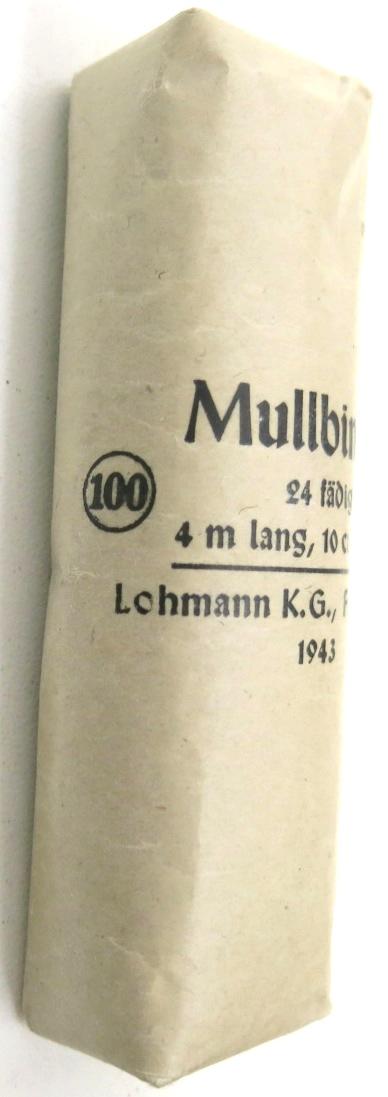 Mullbin
100
24 fädig
4 m lang, 10 c
Lohmann K.G., F
1943